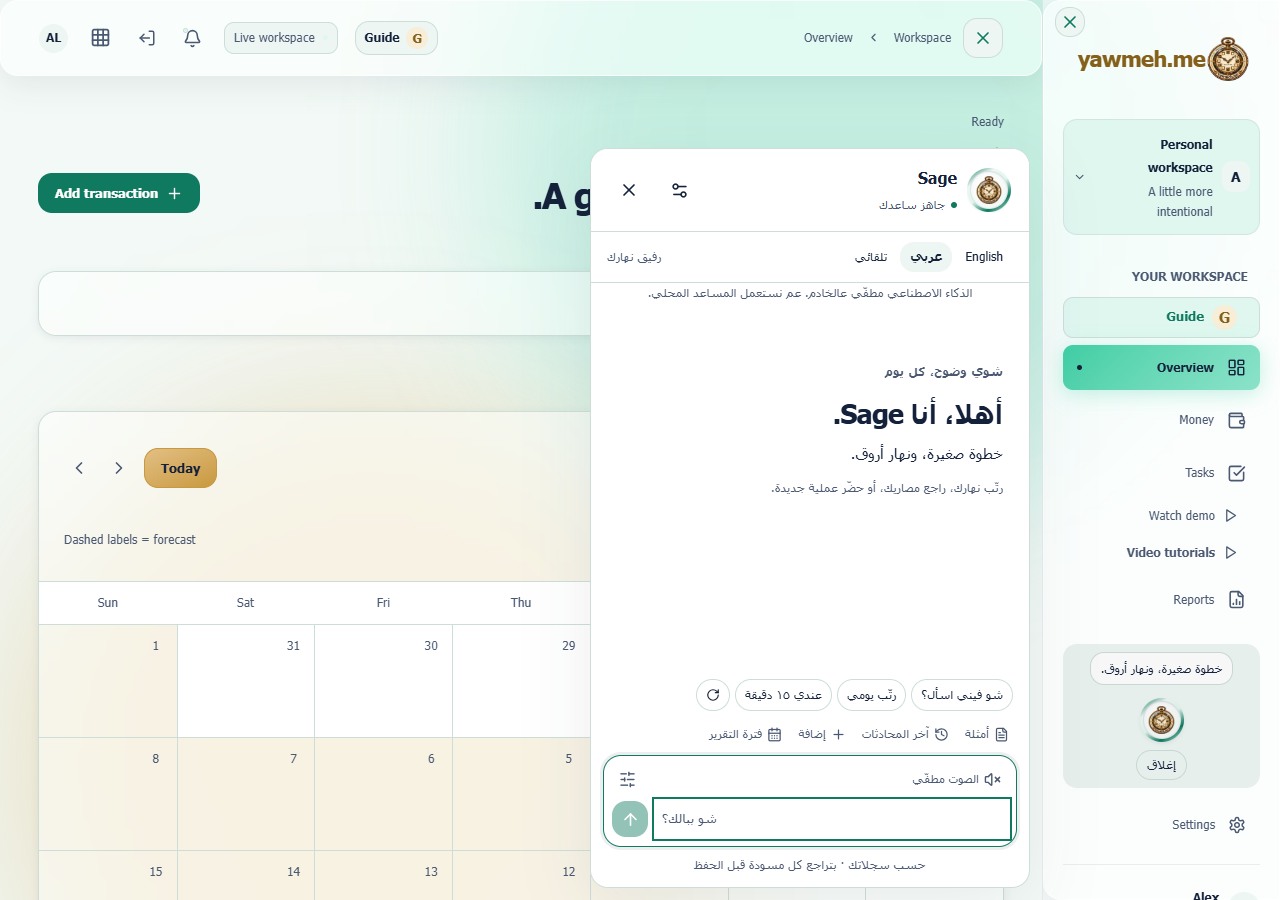 AL
Live workspace
Guide G
Overview
Workspace
yawmeh.me
Ready
Add transaction
A g.
Personal workspace
A
A little more intentional
YOUR WORKSPACE
Guide G
Overview
Money
Tasks
Watch demo
Video tutorials
Reports
خطوة صغيرة، ونهار أروق.
إغلاق
Settings
Alex
Today
Dashed labels = forecast
Sun Sat Fri Thu
1 31 30 29
8 7 6 5
15 14 13 12
Sage
جاهز ساعدك
English
عربي
تلقائي
رفيق نهارك
الذكاء الاصطناعي مطفّي عالخادم. عم نستعمل المساعد المحلي.
شوي وضوح، كل يوم
أهلا، أنا Sage.
خطوة صغيرة، ونهار أروق.
رتّب نهارك، راجع مصاريك، أو حضّر عملية جديدة.
شو فيني اسأل؟
رتّب يومي
عندي ١٥ دقيقة
أمثلة
آخر المحادثات
إضافة
فترة التقرير
الصوت مطفّي
شو ببالك؟
حسب سجلاتك · بتراجع كل مسودة قبل الحفظ